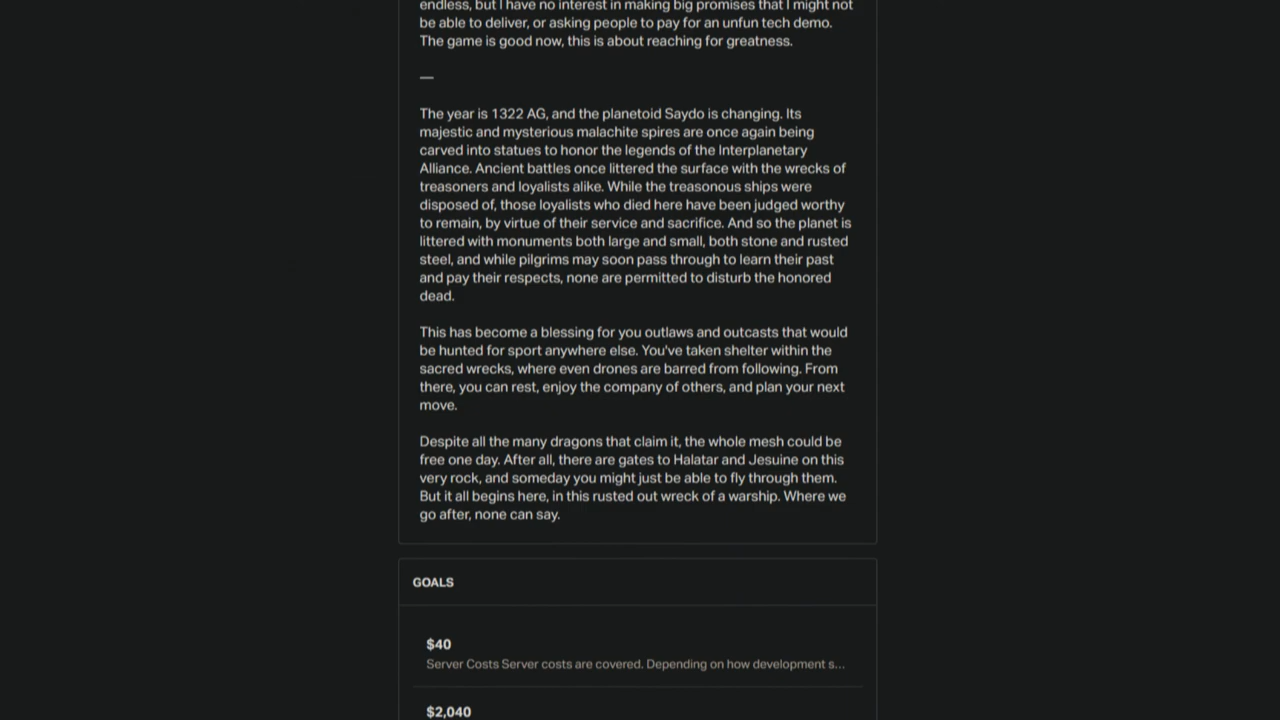 endless, but I have no interest in making big promises that I might not
be able to deliver, or asking people to pay for an unfun tech demo.
The game is good now, this is about reaching for greatness.
—
The year is 1322 AG, and the planetoid Saydo is changing. Its
majestic and mysterious malachite spires are once again being
carved into statues to honor the legends of the Interplanetary
Alliance. Ancient battles once littered the surface with the wrecks of
treasoners and loyalists alike. While the treasonous ships were
disposed of, those loyalists who died here have been judged worthy
to remain, by virtue of their service and sacrifice. And so the planet is
littered with monuments both large and small, both stone and rusted
steel, and while pilgrims may soon pass through to learn their past
and pay their respects, none are permitted to disturb the honored
dead.
This has become a blessing for you outlaws and outcasts that would
be hunted for sport anywhere else. You've taken shelter within the
sacred wrecks, where even drones are barred from following. From
there, you can rest, enjoy the company of others, and plan your next
move.
Despite all the many dragons that claim it, the whole mesh could be
free one day. After all, there are gates to Halatar and Jesuine on this
very rock, and someday you might just be able to fly through them.
But it all begins here, in this rusted out wreck of a warship. Where we
go after, none can say.
GOALS
$40
Server Costs Server costs are covered. Depending on how development s...
$2,040